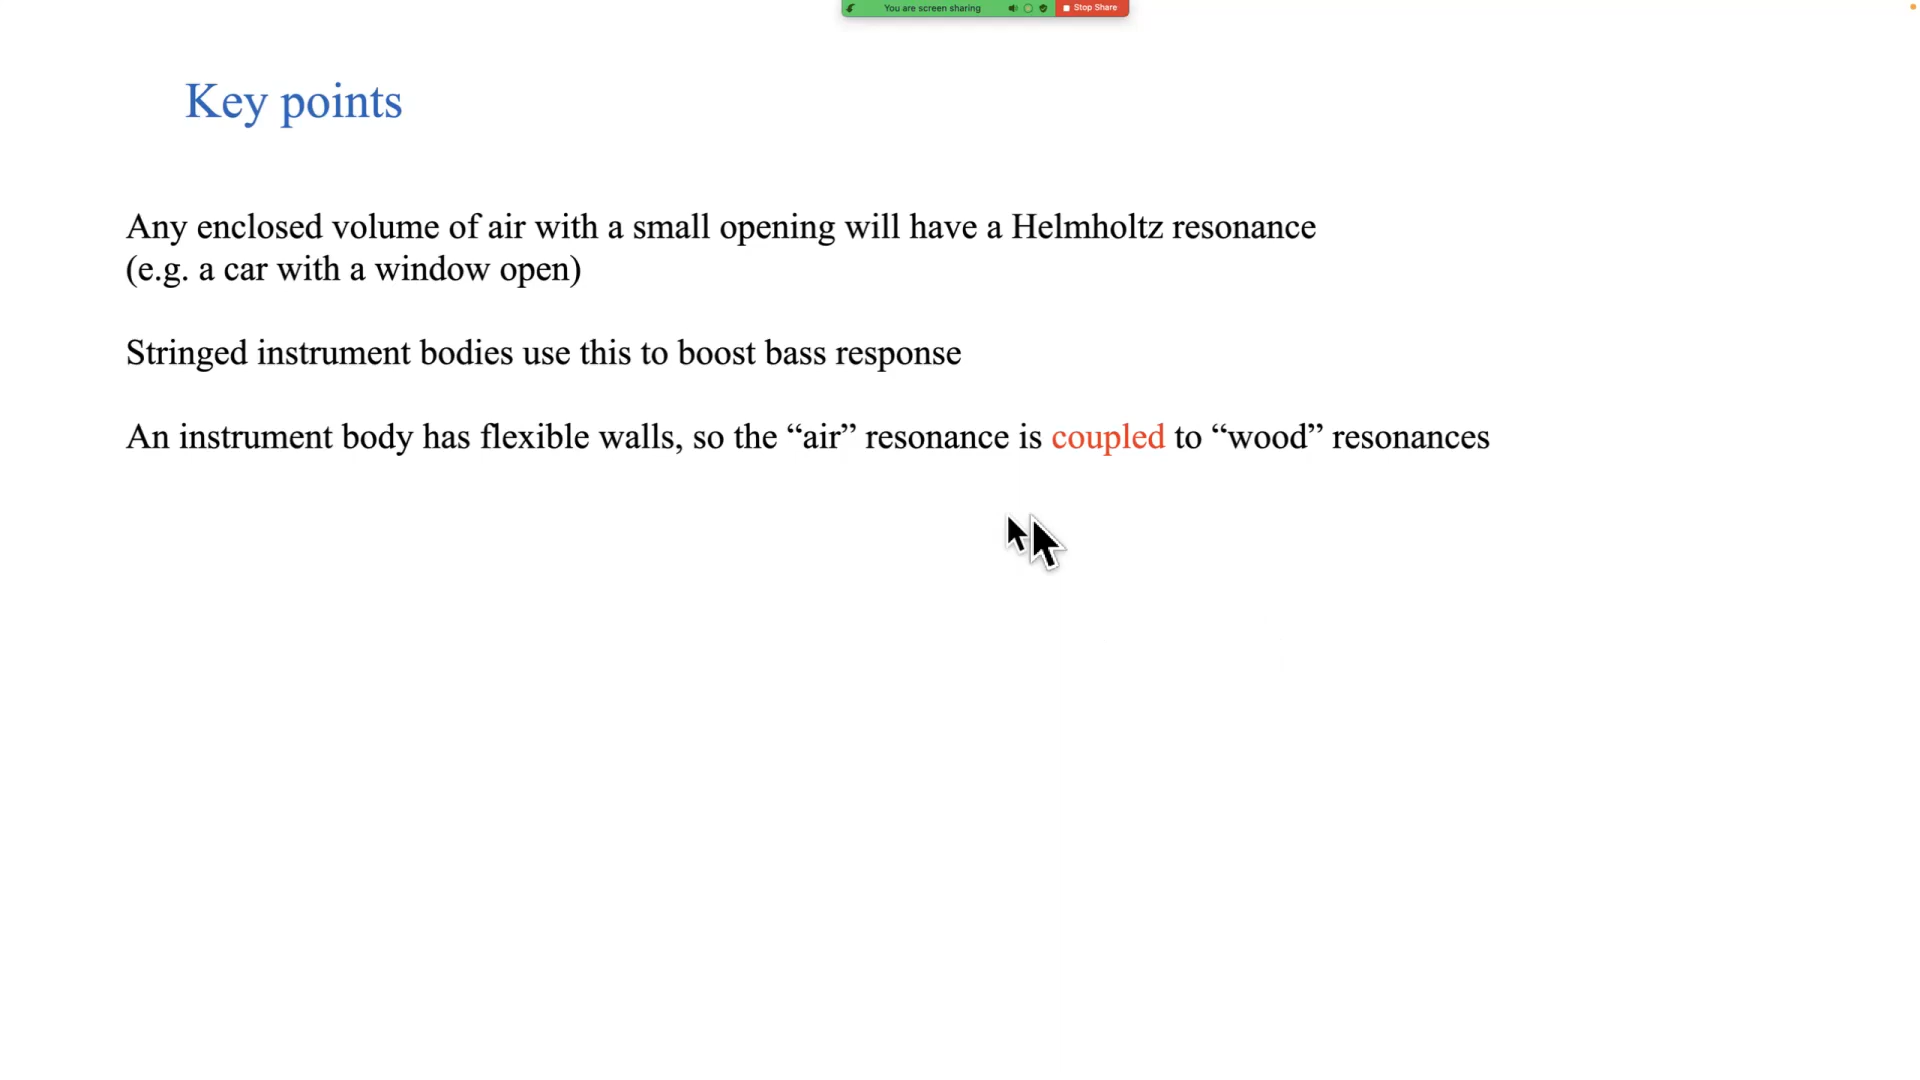 You are screen sharing
Stop Share
Key points
Any enclosed volume of air with a small opening will have a Helmholtz resonance
(e.g. a car with a window open)
Stringed instrument bodies use this to boost bass response
An instrument body has flexible walls, so the “air” resonance is coupled to “wood” resonances